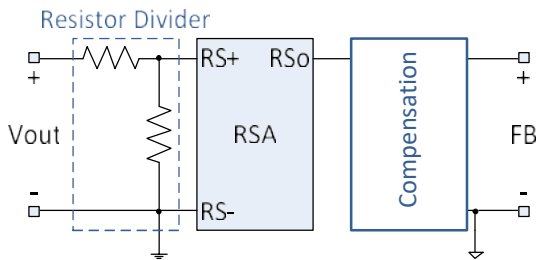 Resistor Divider
RS+
RSo
+
+
Vout
RSA
Compensation
FB
-
RS-
-